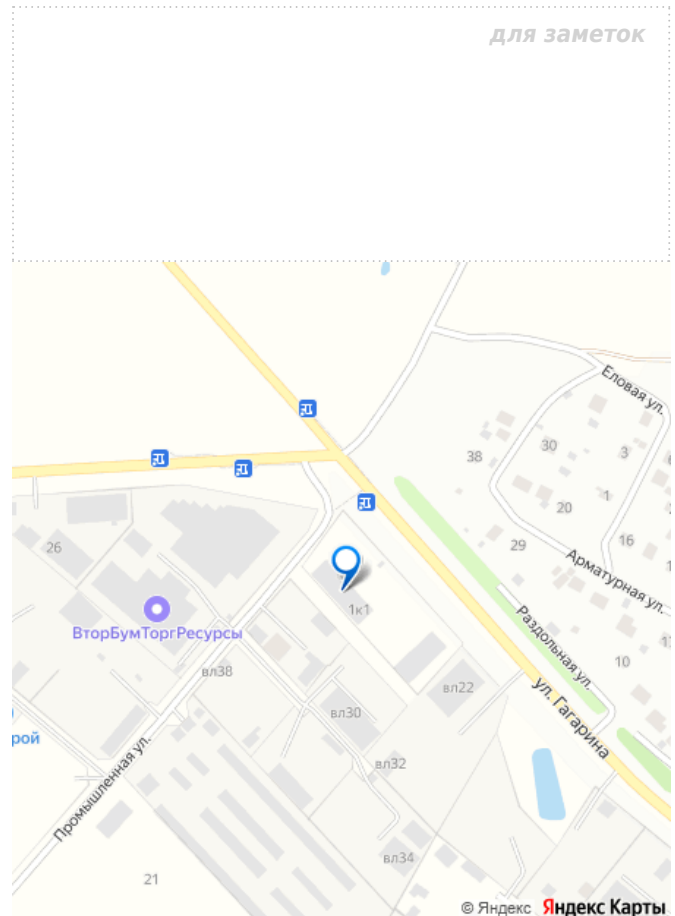 для заметок
Еловая ул.
38
30
3
20
1
16
26
29
Арматурная ул.
1к1
ВторБумТоргРесурсы
Раздольная ул.
10
вл38
вл22
ул. Гагарина
вл30
рой
Промышленная ул.
вл32
вл34
21
© Яндекс Яндекс Карты